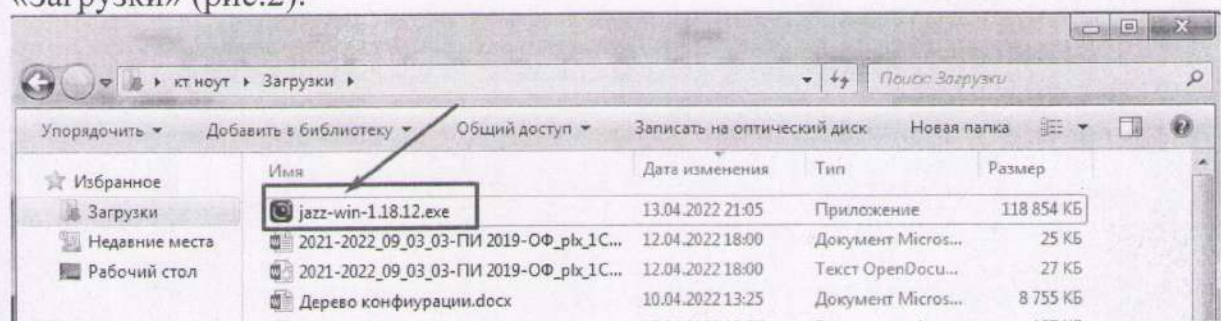 «Загрузки» (рис.2).
кт ноут Загрузки Поиск: Загрузки
Упорядочить Добавить в библиотеку Общий доступ Записать на оптический диск Новая папка
Избранное
Загрузки
Недавние места
Рабочий стол
Имя Дата изменения Тип Размер
jazz-win-1.18.12.exe 13.04.2022 21:05 Приложение 118 854 КБ
2021-2022_09_03_03-ПИ 2019-ОФ_plx_1С... 12.04.2022 18:00 Документ Micros... 25 КБ
2021-2022_09_03_03-ПИ 2019-ОФ_plx_1С... 12.04.2022 18:00 Текст OpenDocu... 27 КБ
Дерево конфиурации.docx 10.04.2022 13:25 Документ Micros... 8 755 КБ